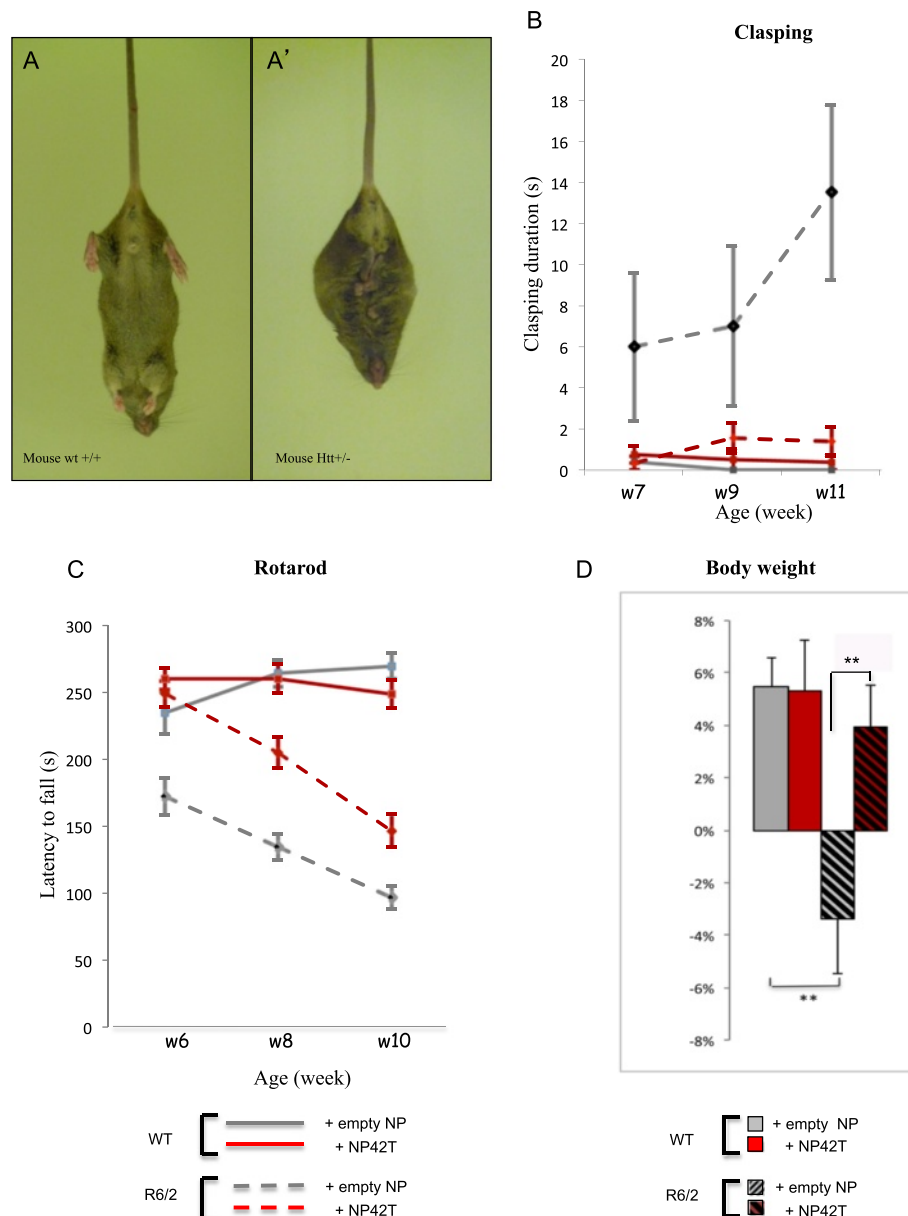 A
A'
Mouse wt +/+
Mouse Htt+/-
B
Clasping
20
18
16
14
12
10
8
6
4
2
0
Clasping duration (s)
w7
w9
w11
Age (week)
C
Rotarod
300
250
200
150
100
50
0
Latency to fall (s)
w6
w8
w10
Age (week)
D
Body weight
8%
6%
4%
2%
0%
-2%
-4%
-6%
-8%
**
**
WT
+ empty NP
+ NP42T
R6/2
+ empty NP
+ NP42T
WT
+ empty NP
+ NP42T
R6/2
+ empty NP
+ NP42T